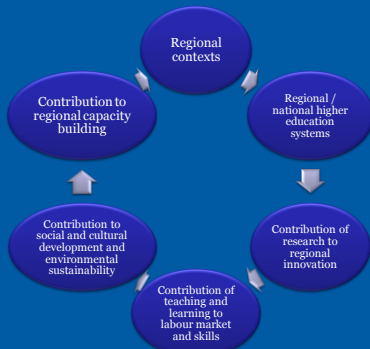 Regional
contexts
Regional /
national higher
education
systems
Contribution of
research to
regional
innovation
Contribution of
teaching and
learning to
labour market
and skills
Contribution to
social and cultural
development and
environmental
sustainability
Contribution to
regional capacity
building